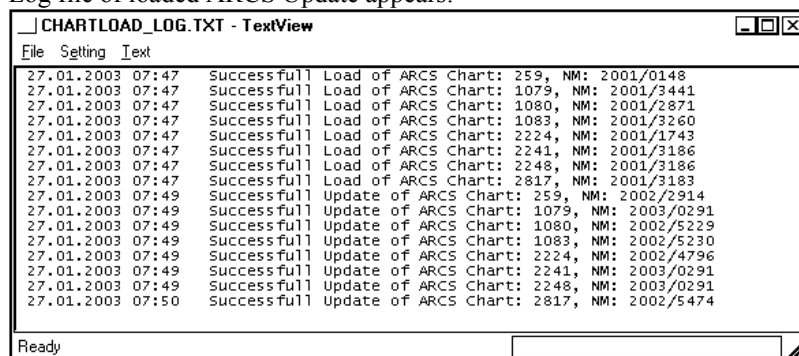 Log file of loaded ARCS Update appears:
CHARTLOAD_LOG.TXT - TextView
File Setting Text
27.01.2003 07:47 Successfull Load of ARCS Chart: 259, NM: 2001/0148
27.01.2003 07:47 Successfull Load of ARCS Chart: 1079, NM: 2001/3441
27.01.2003 07:47 Successfull Load of ARCS Chart: 1080, NM: 2001/2871
27.01.2003 07:47 Successfull Load of ARCS Chart: 1083, NM: 2001/3260
27.01.2003 07:47 Successfull Load of ARCS Chart: 2224, NM: 2001/1743
27.01.2003 07:47 Successfull Load of ARCS Chart: 2241, NM: 2001/3186
27.01.2003 07:47 Successfull Load of ARCS Chart: 2248, NM: 2001/3186
27.01.2003 07:47 Successfull Load of ARCS Chart: 2817, NM: 2001/3183
27.01.2003 07:49 Successfull Update of ARCS Chart: 259, NM: 2002/2914
27.01.2003 07:49 Successfull Update of ARCS Chart: 1079, NM: 2003/0291
27.01.2003 07:49 Successfull Update of ARCS Chart: 1080, NM: 2002/5229
27.01.2003 07:49 Successfull Update of ARCS Chart: 1083, NM: 2002/5230
27.01.2003 07:49 Successfull Update of ARCS Chart: 2224, NM: 2002/4796
27.01.2003 07:49 Successfull Update of ARCS Chart: 2241, NM: 2003/0291
27.01.2003 07:49 Successfull Update of ARCS Chart: 2248, NM: 2003/0291
27.01.2003 07:50 Successfull Update of ARCS Chart: 2817, NM: 2002/5474
Ready